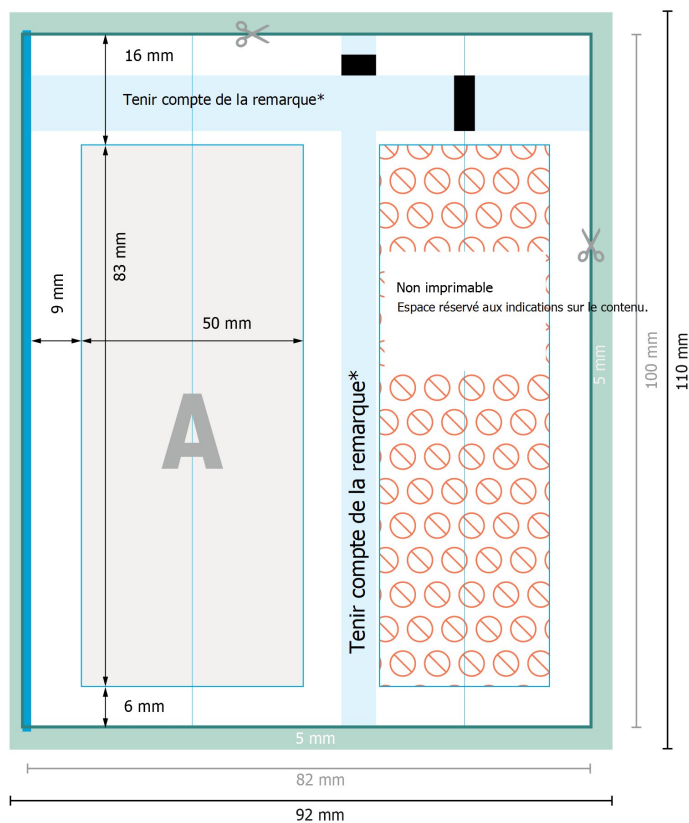 16 mm
Tenir compte de la remarque*
83 mm
9 mm
50 mm
Non imprimable
Espace réservé aux indications sur le contenu.
A
Tenir compte de la remarque*
5 mm
100 mm
110 mm
6 mm
5 mm
82 mm
92 mm